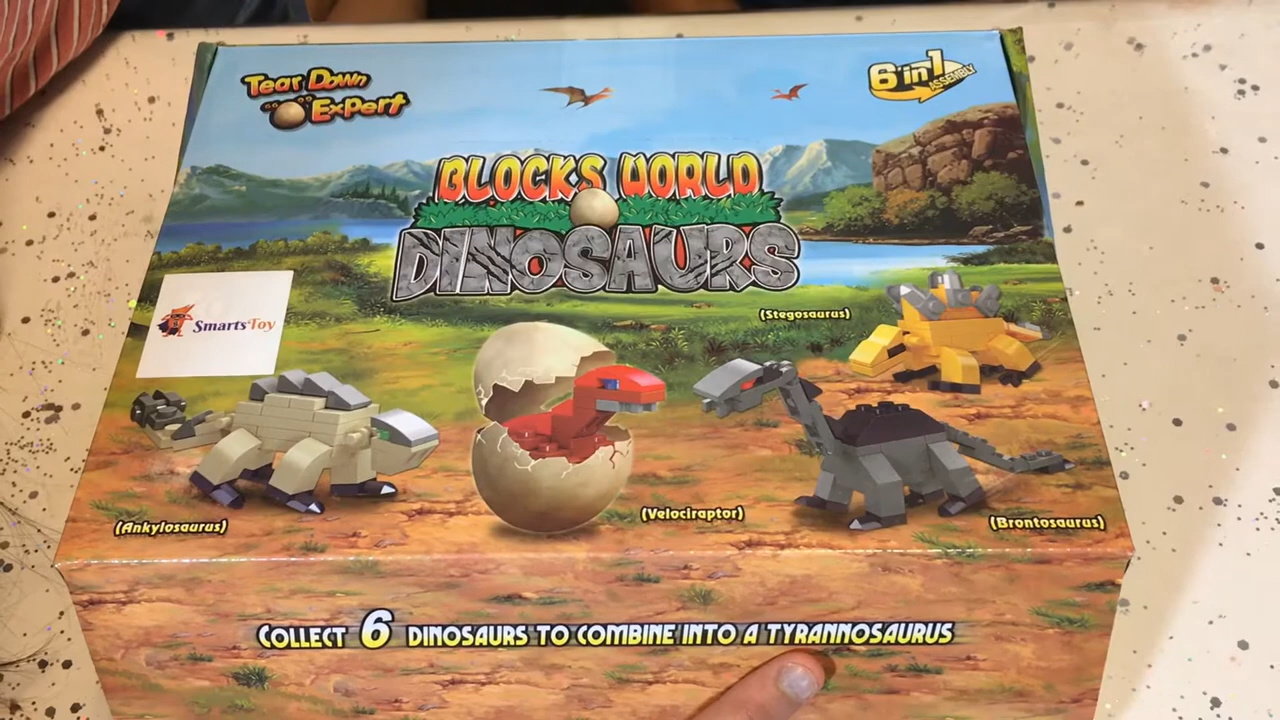 Tear Down
Expert
6 in 1
ASSEMBLY
BLOCKS WORLD
DINOSAURS
SmartsToy
(Stegosaurus)
(Ankylosaurus)
(Velociraptor)
(Brontosaurus)
COLLECT 6 DINOSAURS TO COMBINE INTO A TYRANNOSAURUS